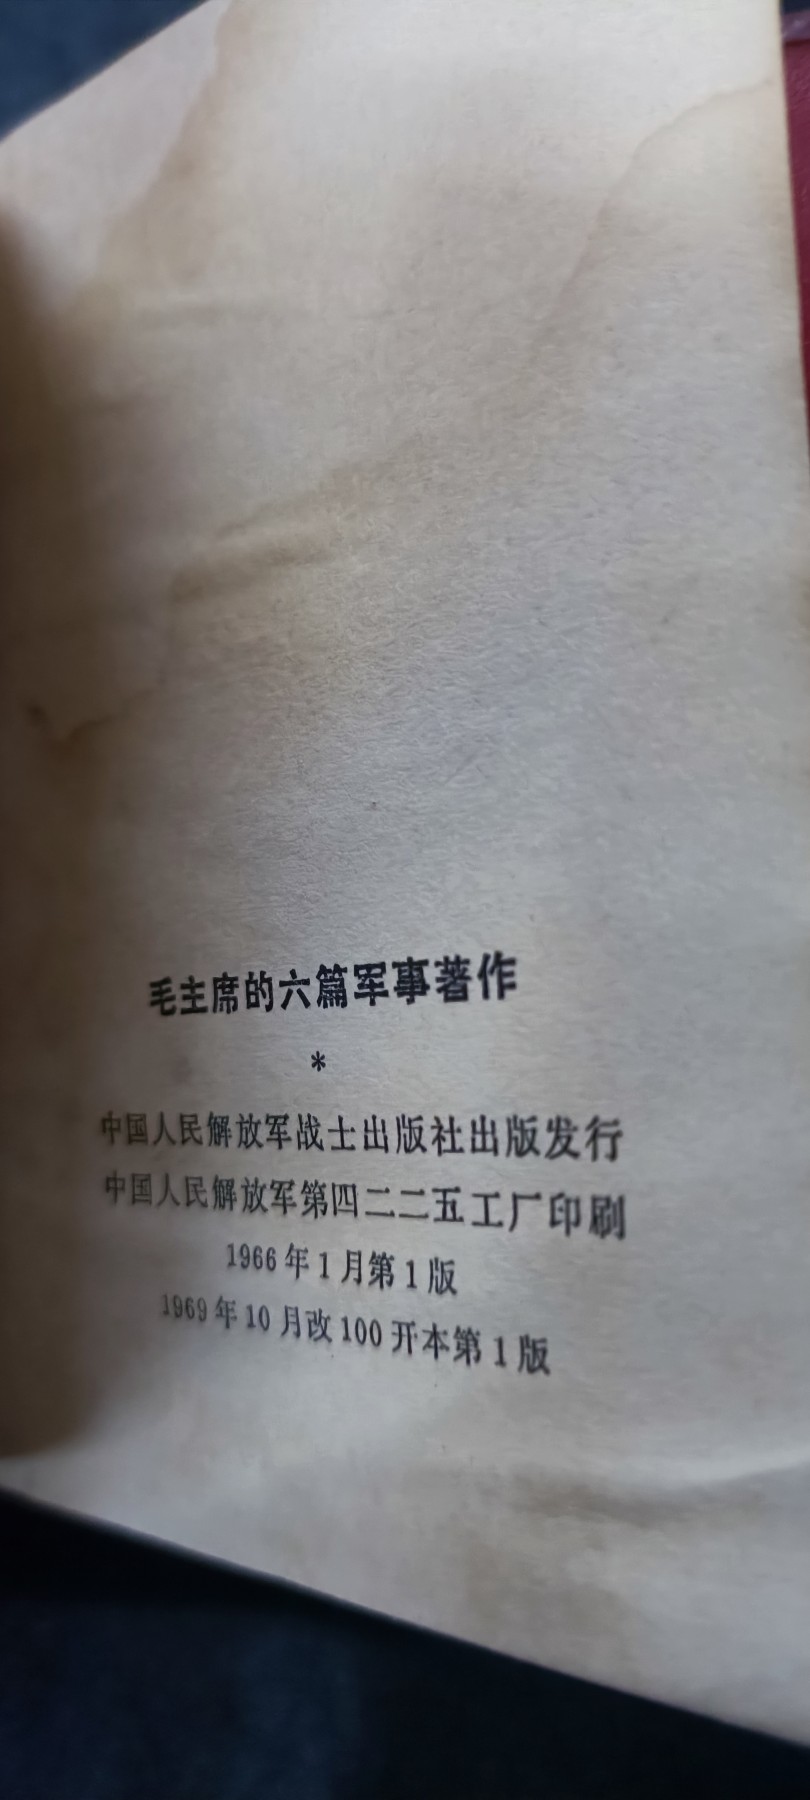 毛主席的六篇军事著作
*
中国人民解放军战士出版社出版发行
中国人民解放军第四二二五工厂印刷
1966年1月第1版
1969年10月改100开本第1版